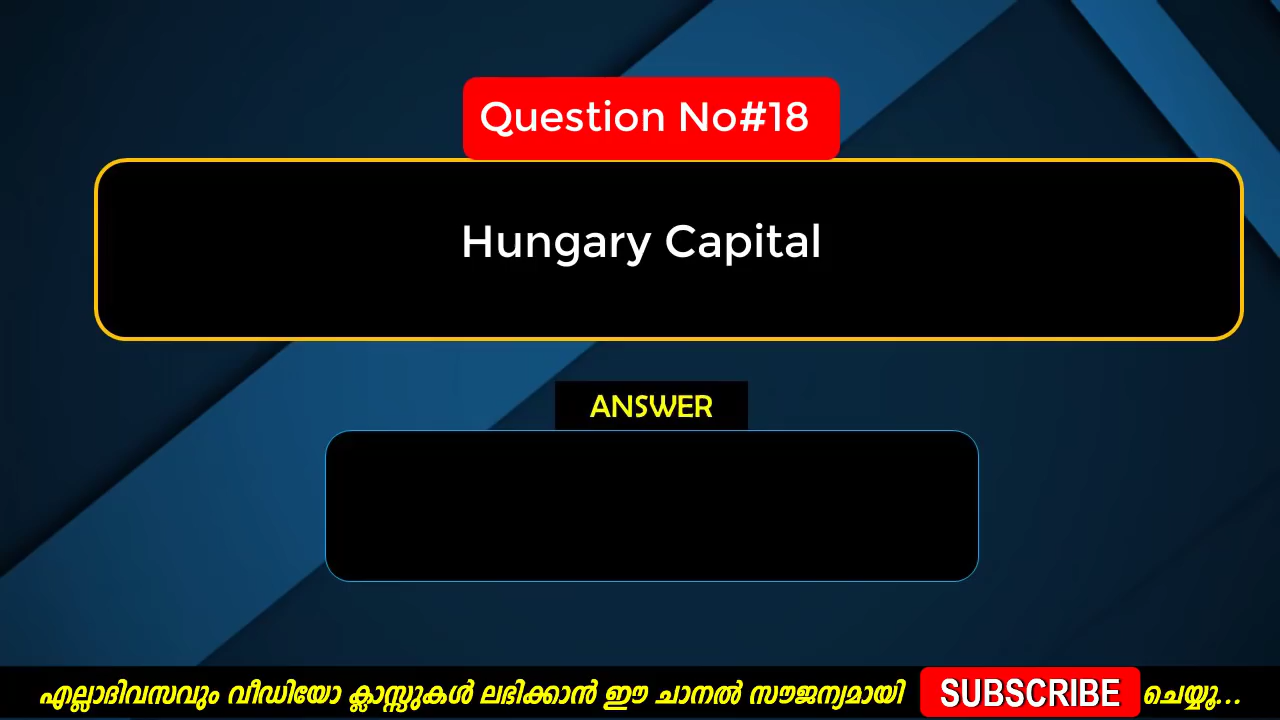 Question No#18
Hungary Capital
ANSWER
എല്ലാദിവസവും വീഡിയോ ക്ലാസ്സുകൾ ലഭിക്കാൻ ഈ ചാനൽ സൗജന്യമായി SUBSCRIBE ചെയ്യൂ...